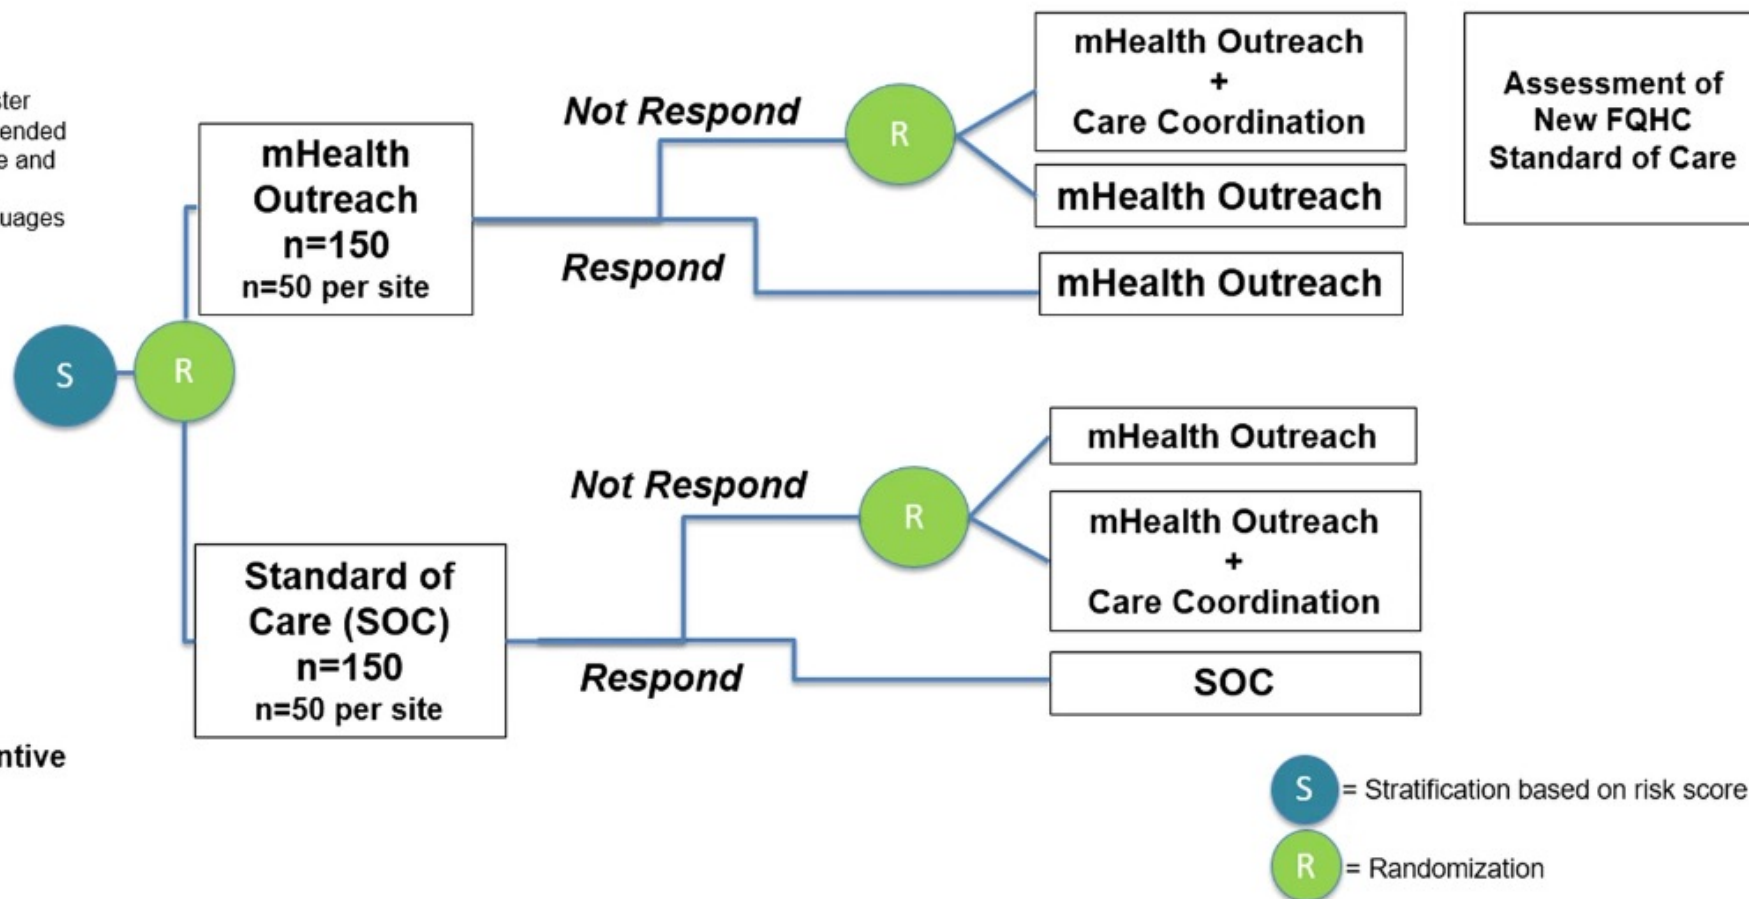 ended
e and
mHealth
Outreach
n=150
n=50 per site
Not Respond
R
mHealth Outreach
+
Care Coordination
mHealth Outreach
Respond
mHealth Outreach
Assessment of
New FQHC
Standard of Care
S
R
Standard of
Care (SOC)
n=150
n=50 per site
Not Respond
R
mHealth Outreach
mHealth Outreach
+
Care Coordination
Respond
SOC
S = Stratification based on risk score
R = Randomization